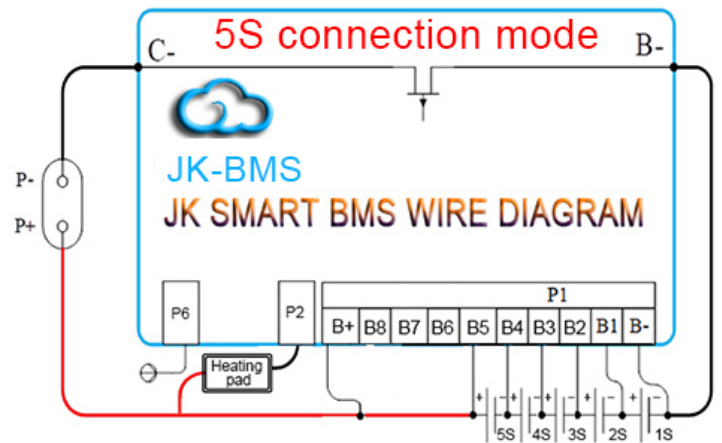 5S connection mode
C-
B-
JK-BMS
P-
P+
JK SMART BMS WIRE DIAGRAM
P6
P2
P1
B+ B8 B7 B6 B5 B4 B3 B2 B1 B-
Heating
pad
+ - + - + - + - + -
5S 4S 3S 2S 1S